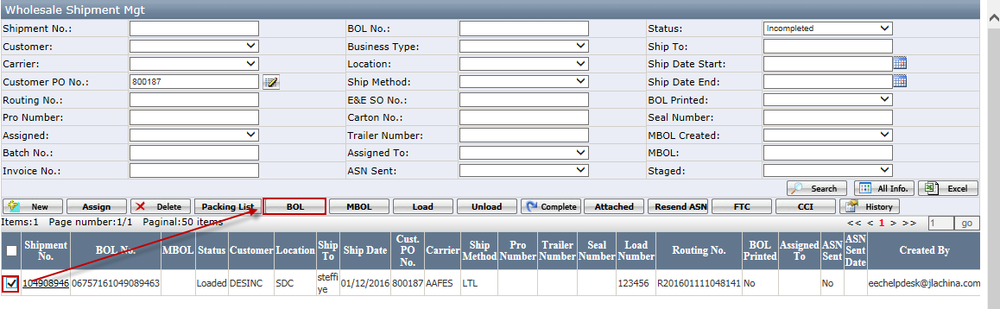 Wholesale Shipment Mgt
Shipment No.: BOL No.: Status: Incompleted
Customer: Business Type: Ship To:
Carrier: Location: Ship Date Start:
Customer PO No.: 800187 Ship Method: Ship Date End:
Routing No.: E&E SO No.: BOL Printed:
Pro Number: Carton No.: Seal Number:
Assigned: Trailer Number: MBOL Created:
Batch No.: Assigned To: MBOL:
Invoice No.: ASN Sent: Staged:
Search All Info. Excel
New Assign Delete Packing List BOL MBOL Load Unload Complete Attached Resend ASN FTC CCI History
Items:1 Page number:1/1 Paginal:50 items << < 1 > >> 1 go
Shipment No. BOL No. MBOL Status Customer Location Ship To Ship Date Cust. PO No. Carrier Ship Method Pro Number Trailer Number Seal Number Load Number Routing No. BOL Printed Assigned To ASN Sent ASN Sent Date Created By
104908946 06757161049089463 Loaded DESINC SDC steffi ye 01/12/2016 800187 AAFES LTL 123456 R201601111048141 No No eechelpdesk@jlachina.com